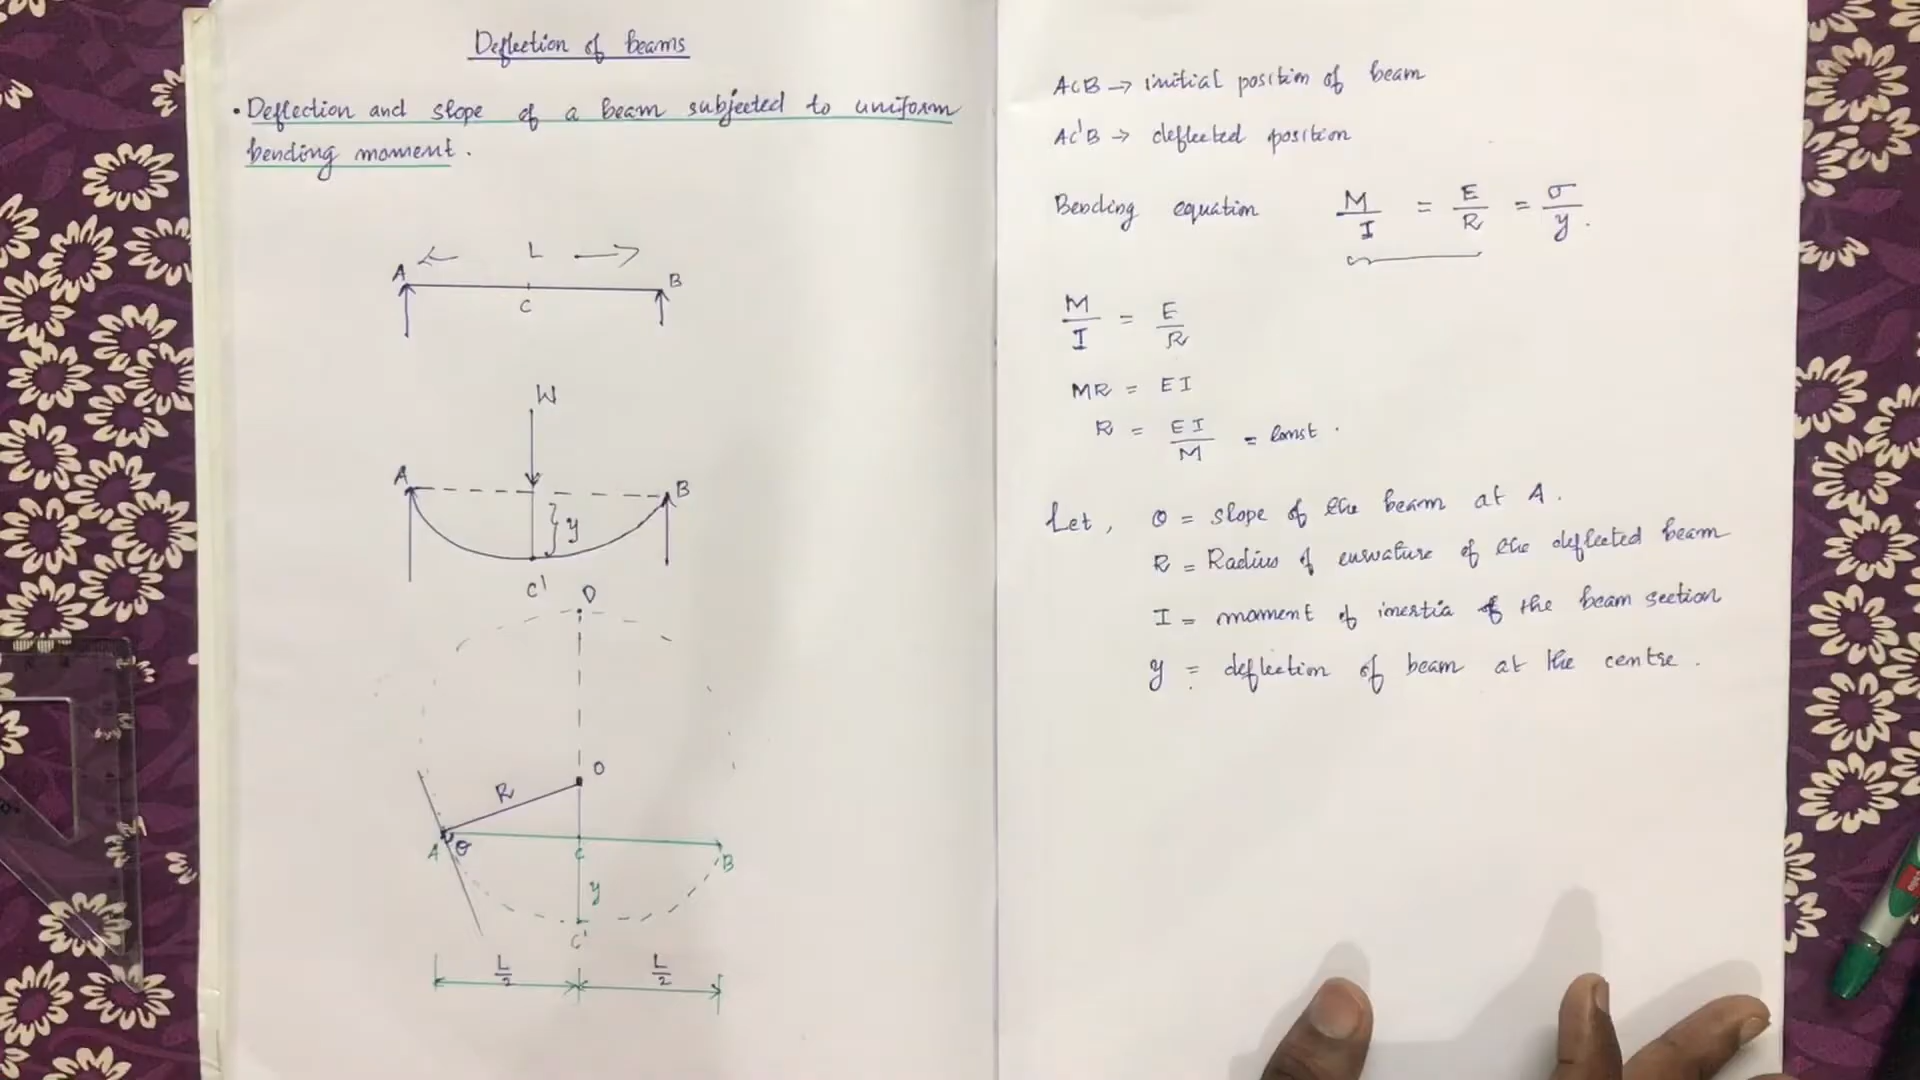 Deflection of beams
• Deflection and slope of a beam subjected to uniform
bending moment.
L
A
B
C
W
A
B
y
C'
D
O
R
A
θ
C
B
y
C'
L/2
L/2
ACB → initial position of beam
AC'B → deflected position
Bending equation M/I = E/R = σ/y.
M/I = E/R
MR = EI
R = EI/M = Const.
Let, θ = slope of the beam at A.
R = Radius of curvature of the deflected beam
I = moment of inertia of the beam section
y = deflection of beam at the centre.